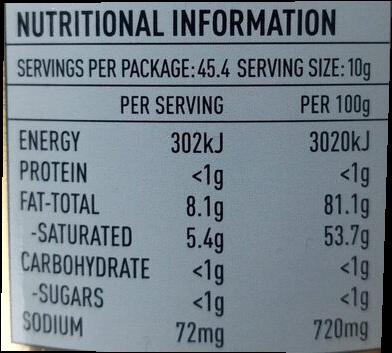 NUTRITIONAL INFORMATION
SERVINGS PER PACKAGE: 45.4 SERVING SIZE: 10g
PER SERVING PER 100g
ENERGY 302kJ 3020kJ
PROTEIN <1g <1g
FAT-TOTAL 8.1g 81.1g
-SATURATED 5.4g 53.7g
CARBOHYDRATE <1g <1g
-SUGARS <1g <1g
SODIUM 72mg 720mg